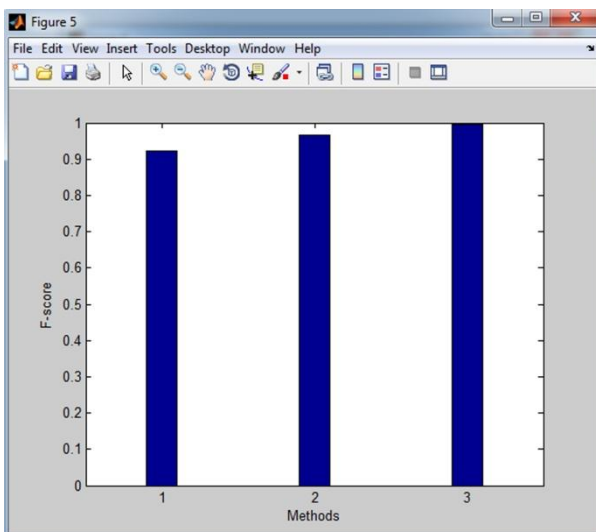 Figure 5
File Edit View Insert Tools Desktop Window Help
1
0.9
0.8
0.7
0.6
0.5
0.4
0.3
0.2
0.1
0
F-score
1 2 3
Methods